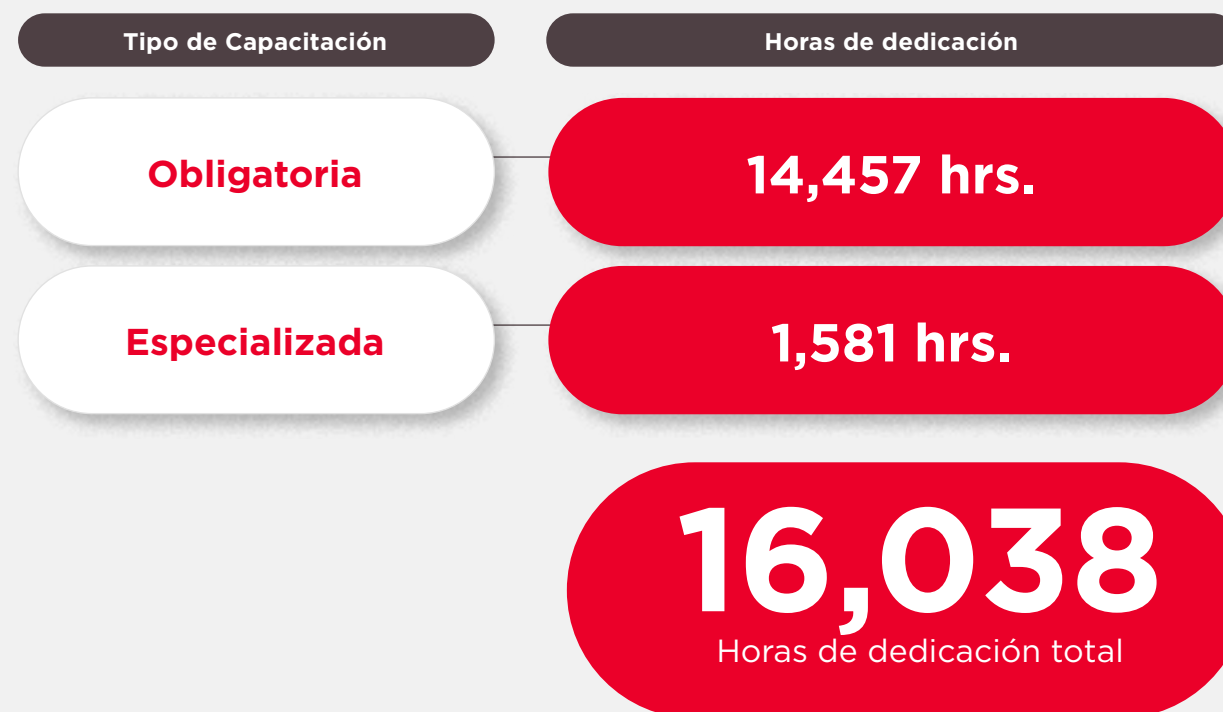 Tipo de Capacitación
Horas de dedicación
Obligatoria
14,457 hrs.
Especializada
1,581 hrs.
16,038
Horas de dedicación total